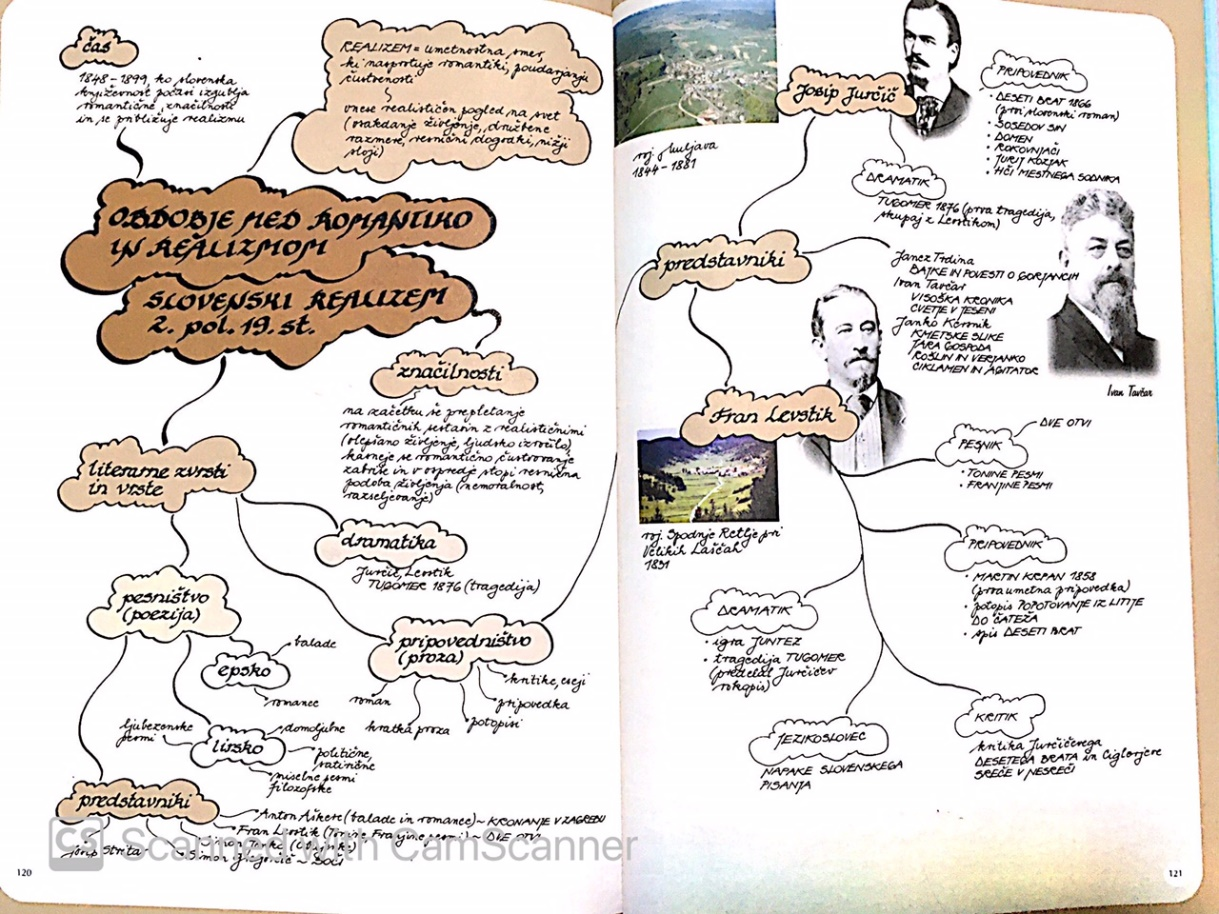 čas
1848 - 1899, ko slovenska
književnost počasi izgublja
romantične značilnosti
in se približuje realizmu
REALIZEM = umetnostna smer,
ki nasprotuje romantiki, poudarjanju
čustvenosti
vnese realističen pogled na svet
(vsakdanje življenje, družbene
razmere, resnični dogodki, nižji
sloji)
OBDOBJE MED ROMANTIKO
IN REALIZMOM
SLOVENSKI REALIZEM
2. pol. 19. st.
značilnosti
na začetku še prepletanje
romantičnih prvin z realističnimi
(olepšano življenje, ljudsko izročilo),
kasneje se romantično čustvovanje
zabriše in v ospredje stopi resnična
podoba življenja (nemoralnost,
razseljevanje)
literarne zvrsti
in vrste
dramatika
Jurčič, Levstik
TUGOMER 1876 (tragedija)
pesništvo
(poezija)
epsko
balade
romance
pripovedništvo
(proza)
roman
kratka proza
potopisi
pripovedka
kritike, eseji
lirsko
ljubezenske
pesmi
domoljubne
politične,
satirične
miselne pesmi
filozofske
predstavniki
Anton Aškerc (balade in romance) ~ KRONANJE V ZAGREBU
Fran Levstik (Tonine, Franjine pesmi) ~ DVE OTVI
Simon Jenko (Obujenke)
Simon Gregorčič ~ SOČI
Josip Stritar
Scanned with CamScanner
120
Josip Jurčič
roj. Muljava
1844 - 1881
PRIPOVEDNIK
• DESETI BRAT 1866
(prvi slovenski roman)
• SOSEDOV SIN
• DOMEN
• ROKOVNJAČI
• JURIJ KOZJAK
• HČI MESTNEGA SODNIKA
DRAMATIK
TUGOMER 1876 (prva tragedija,
skupaj z Levstikom)
predstavniki
Janez Trdina
BAJKE IN POVESTI O GORJANCIH
Ivan Tavčar
VISOŠKA KRONIKA
CVETJE V JESENI
Janko Kersnik
KMETSKE SLIKE
JARA GOSPODA
ROŠLIN IN VERJANKO
CIKLAMEN IN AGITATOR
Ivan Tavčar
Fran Levstik
roj. Spodnje Retje pri
Velikih Laščah
1831
PESNIK
DVE OTVI
• TONINE PESMI
• FRANJINE PESMI
PRIPOVEDNIK
• MARTIN KRPAN 1858
(prva umetna pripovedka)
• potopis POPOTOVANJE IZ LITIJE
DO ČATEŽA
• spis DESETI BRAT
DRAMATIK
• igra JUNTEZ
• tragedija TUGOMER
(predelal Jurčičev
rokopis)
JEZIKOSLOVEC
NAPAKE SLOVENSKEGA
PISANJA
KRITIK
kritika Jurčičevega
DESETEGA BRATA in Ciglerjeve
SREČE V NESREČI
121